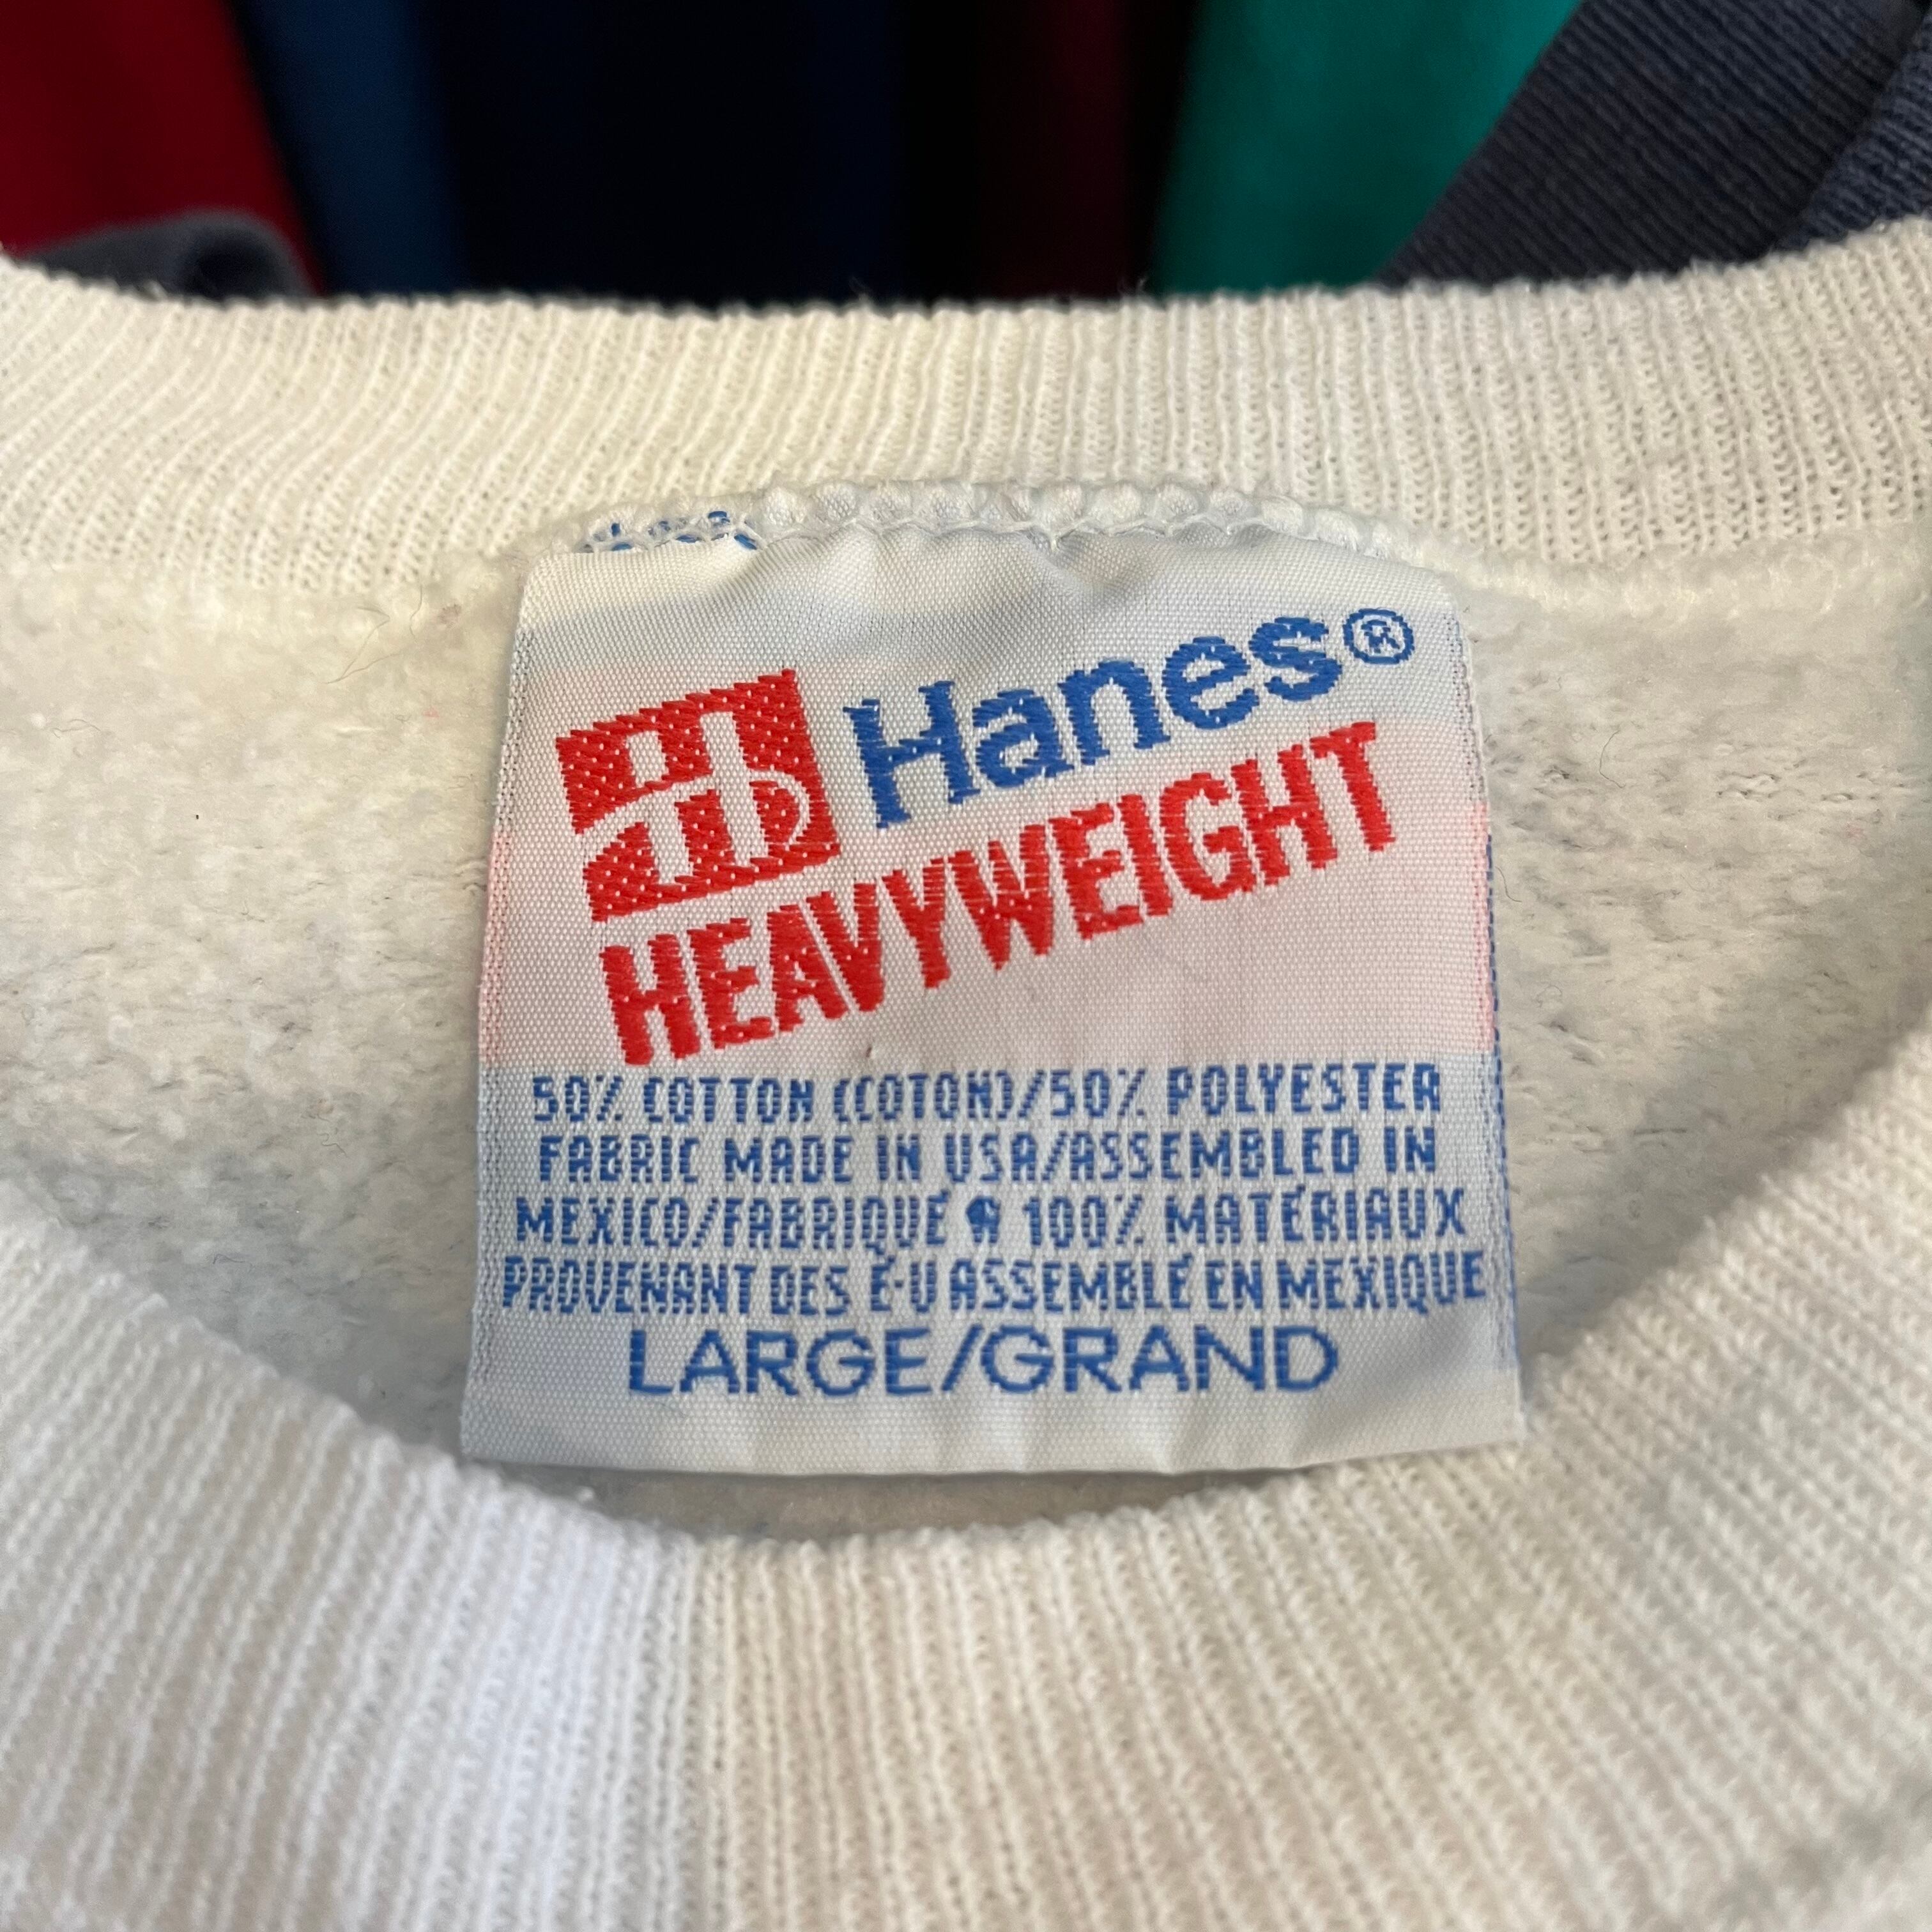 Hanes®
HEAVYWEIGHT
50% COTTON (COTON)/50% POLYESTER
FABRIC MADE IN USA/ASSEMBLED IN
MEXICO/FABRIQUÉ À 100% MATÉRIAUX
PROVENANT DES É-U ASSEMBLÉ EN MEXIQUE
LARGE/GRAND